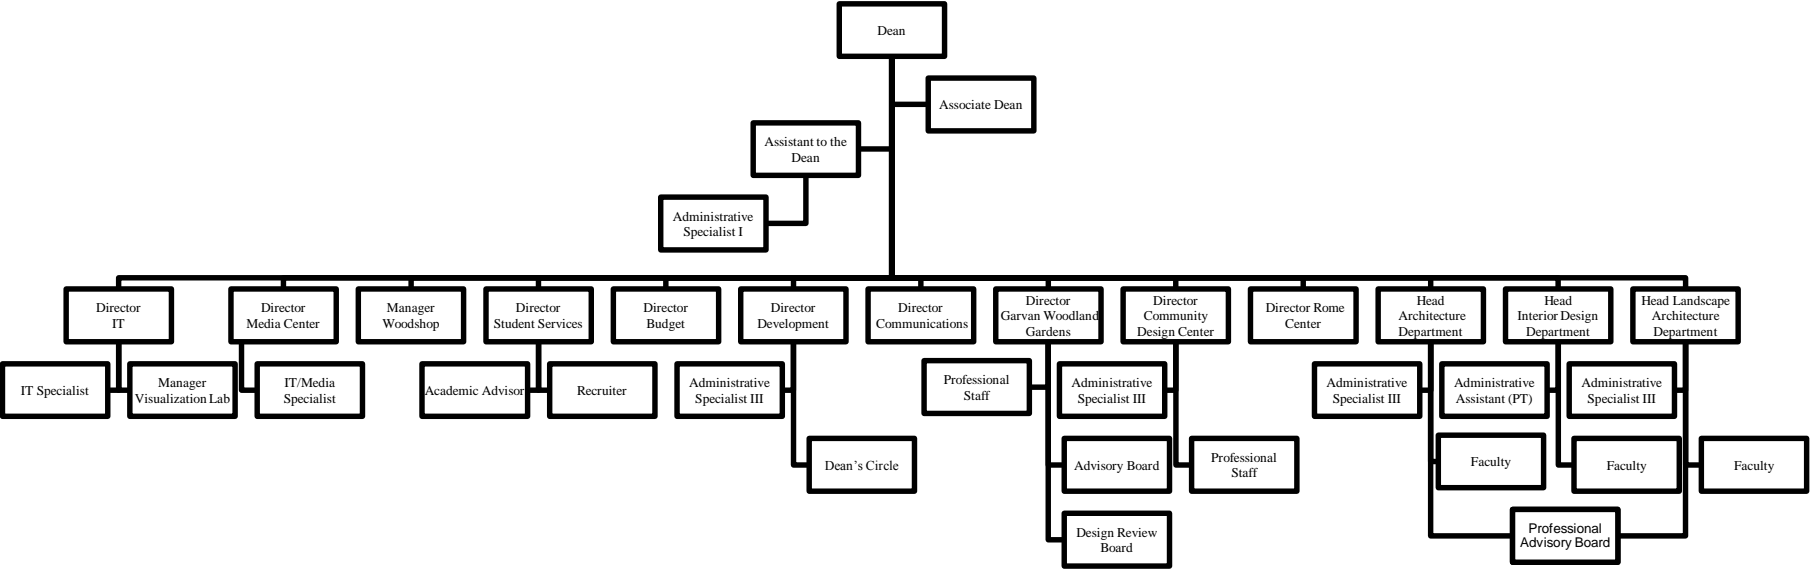 Dean
Associate Dean
Assistant to the
Dean
Administrative
Specialist I
Director
IT
Director
Media Center
Manager
Woodshop
Director
Student Services
Director
Budget
Director
Development
Director
Communications
Director
Garvan Woodland
Gardens
Director
Community
Design Center
Director Rome
Center
Head
Architecture
Department
Head
Interior Design
Department
Head Landscape
Architecture
Department
IT Specialist
Manager
Visualization Lab
IT/Media
Specialist
Academic Advisor
Recruiter
Administrative
Specialist III
Professional
Staff
Administrative
Specialist III
Administrative
Specialist III
Administrative
Assistant (PT)
Administrative
Specialist III
Dean’s Circle
Advisory Board
Professional
Staff
Faculty
Faculty
Faculty
Design Review
Board
Professional
Advisory Board